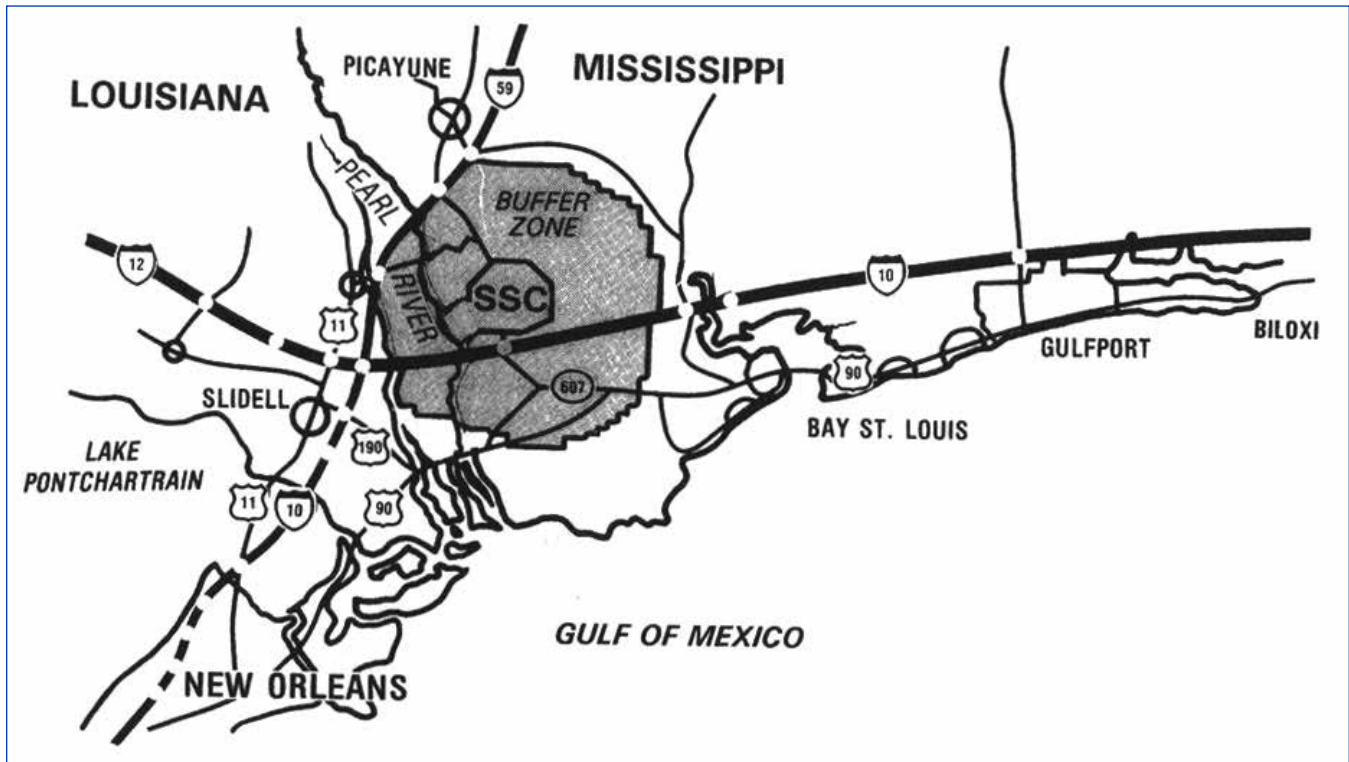 PICAYUNE
MISSISSIPPI
LOUISIANA
59
PEARL
RIVER
BUFFER
ZONE
12
SSC
10
11
BILOXI
GULFPORT
90
607
SLIDELL
BAY ST. LOUIS
190
LAKE
PONTCHARTRAIN
11
10
90
GULF OF MEXICO
NEW ORLEANS